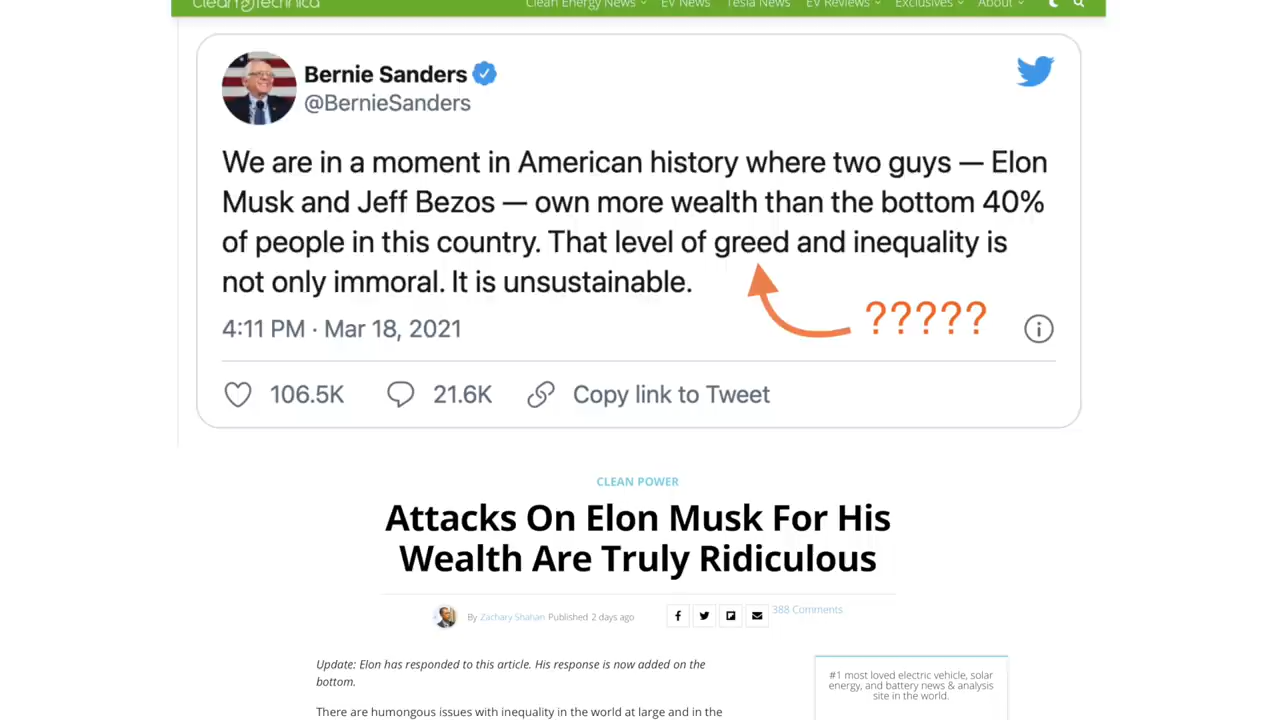 CleanTechnica
Clean Energy News EV News Tesla News EV Reviews Exclusives About
Bernie Sanders
@BernieSanders
We are in a moment in American history where two guys — Elon
Musk and Jeff Bezos — own more wealth than the bottom 40%
of people in this country. That level of greed and inequality is
not only immoral. It is unsustainable.
?????
4:11 PM · Mar 18, 2021
106.5K 21.6K Copy link to Tweet
CLEAN POWER
Attacks On Elon Musk For His
Wealth Are Truly Ridiculous
By Zachary Shahan Published 2 days ago
388 Comments
Update: Elon has responded to this article. His response is now added on the
bottom.
There are humongous issues with inequality in the world at large and in the
#1 most loved electric vehicle, solar
energy, and battery news & analysis
site in the world.